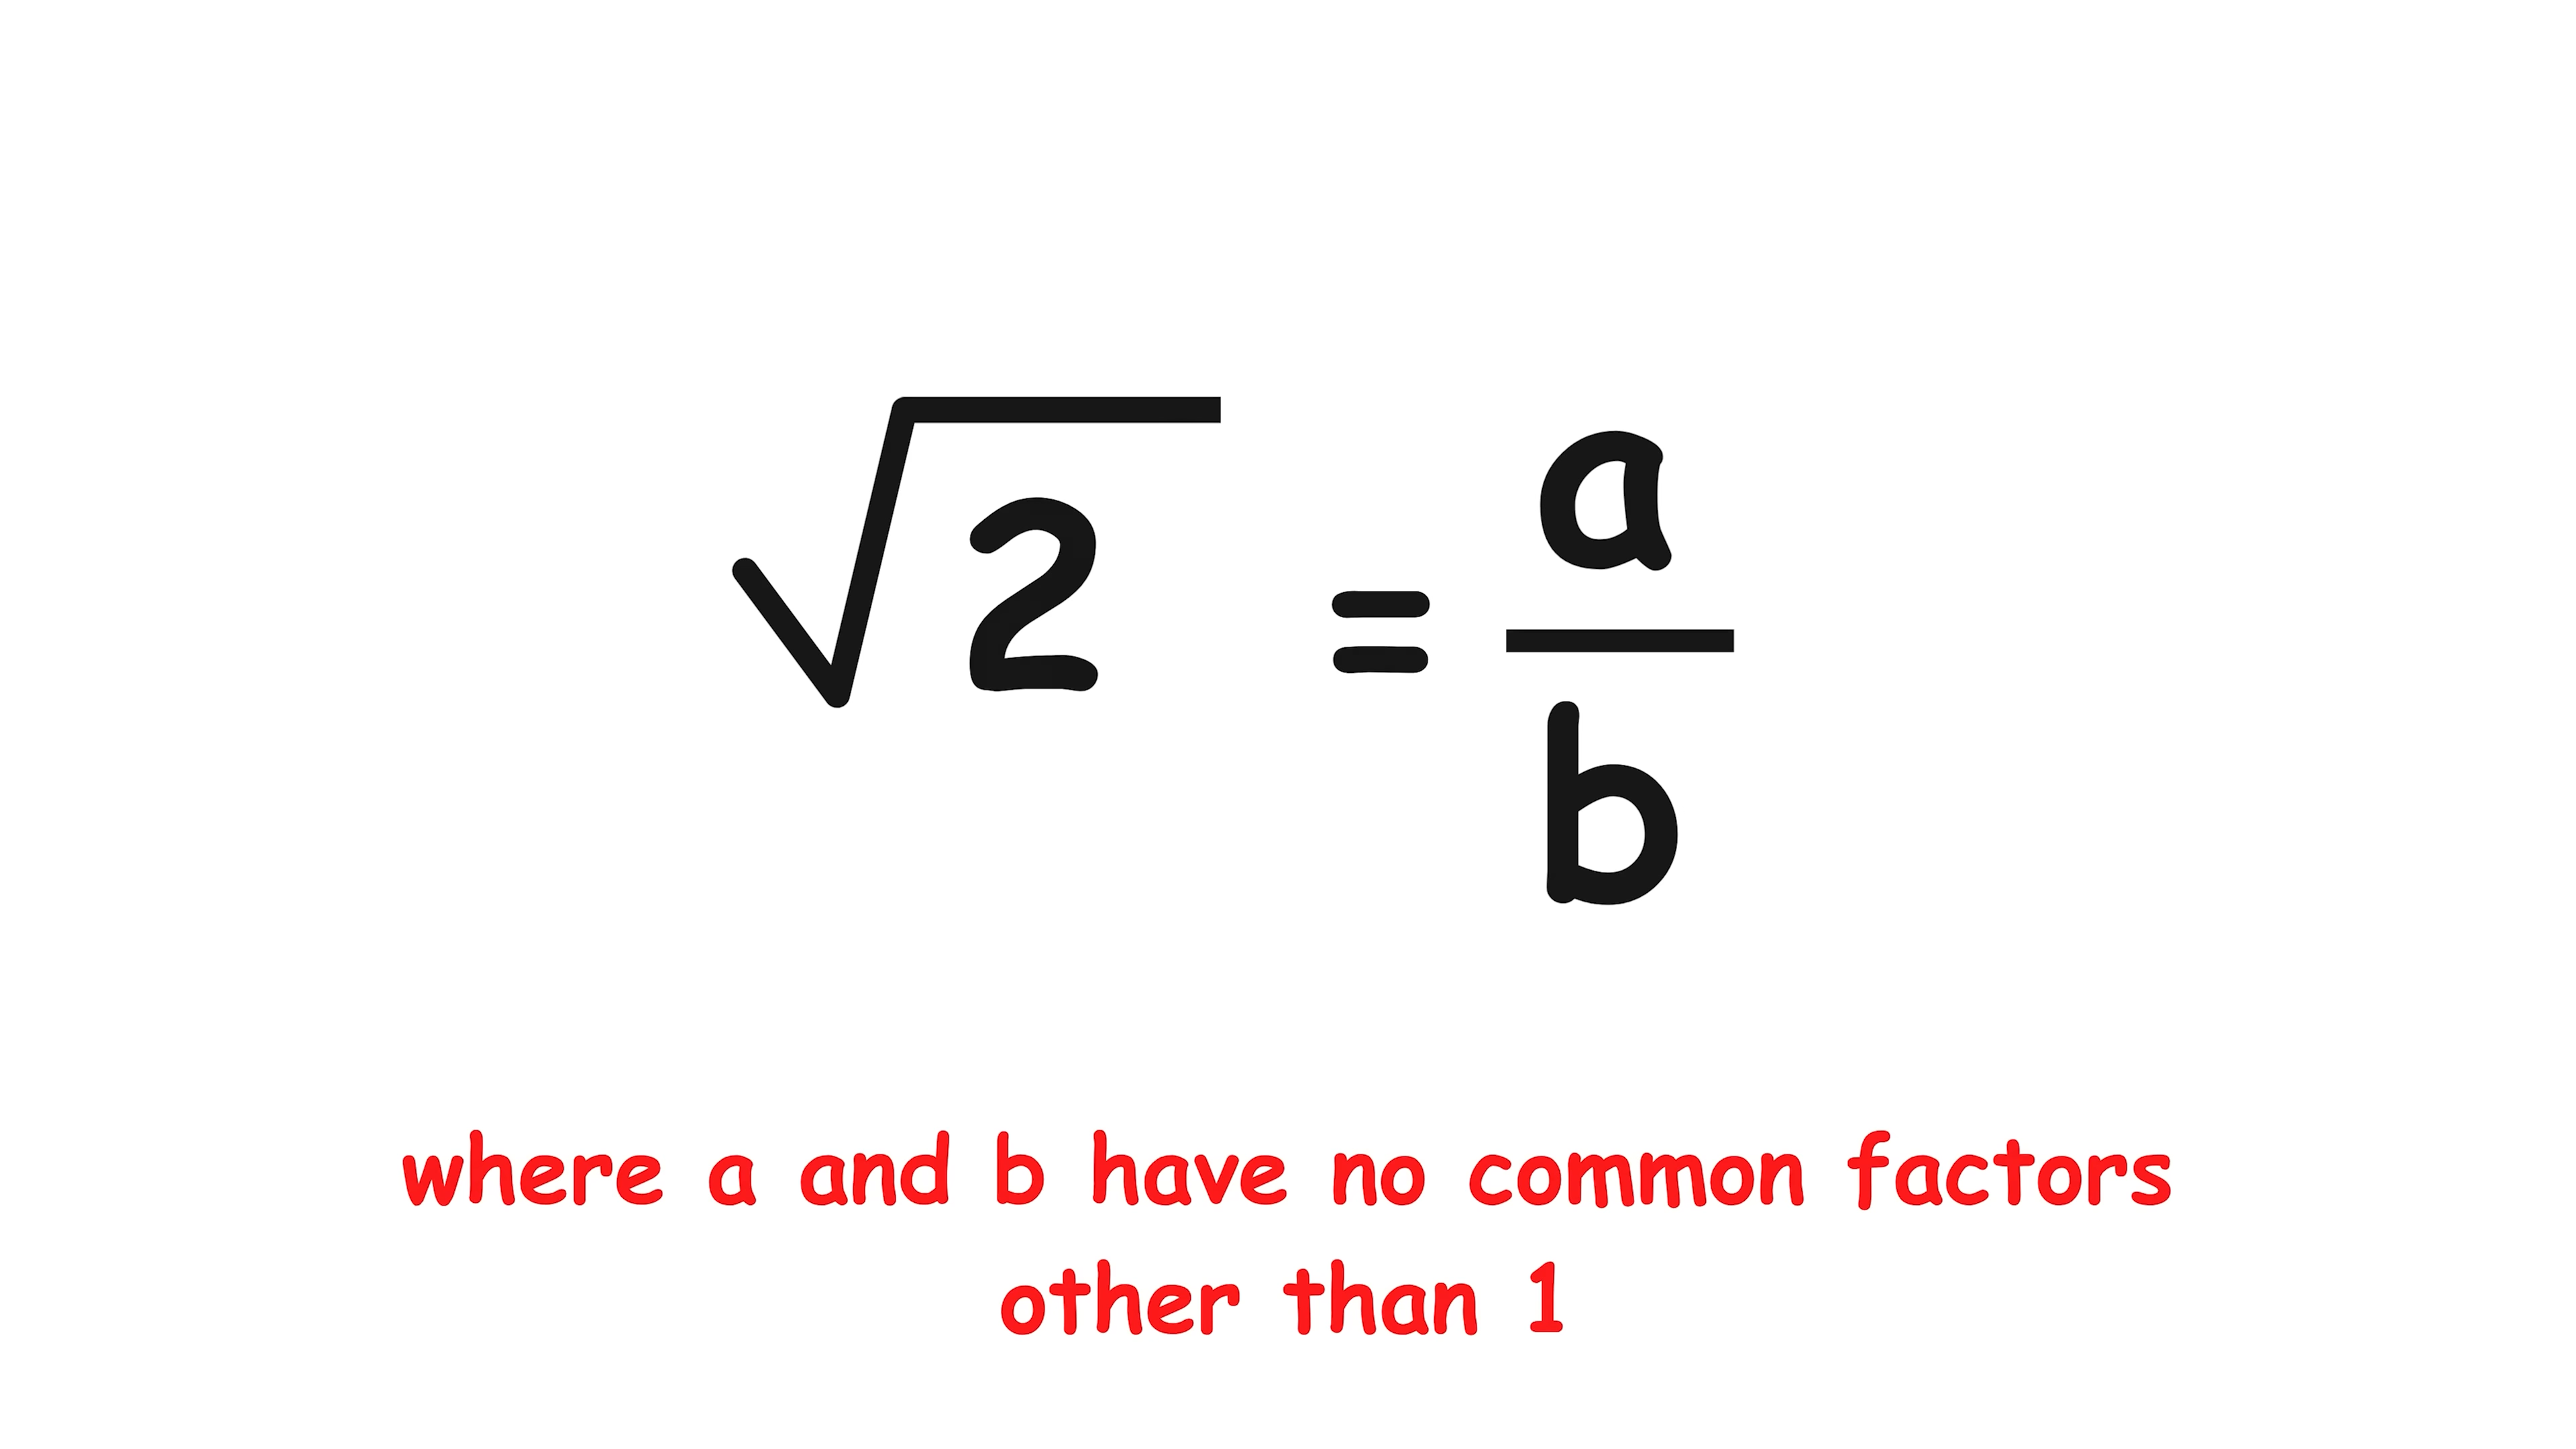 √2 = a/b
where a and b have no common factors
other than 1